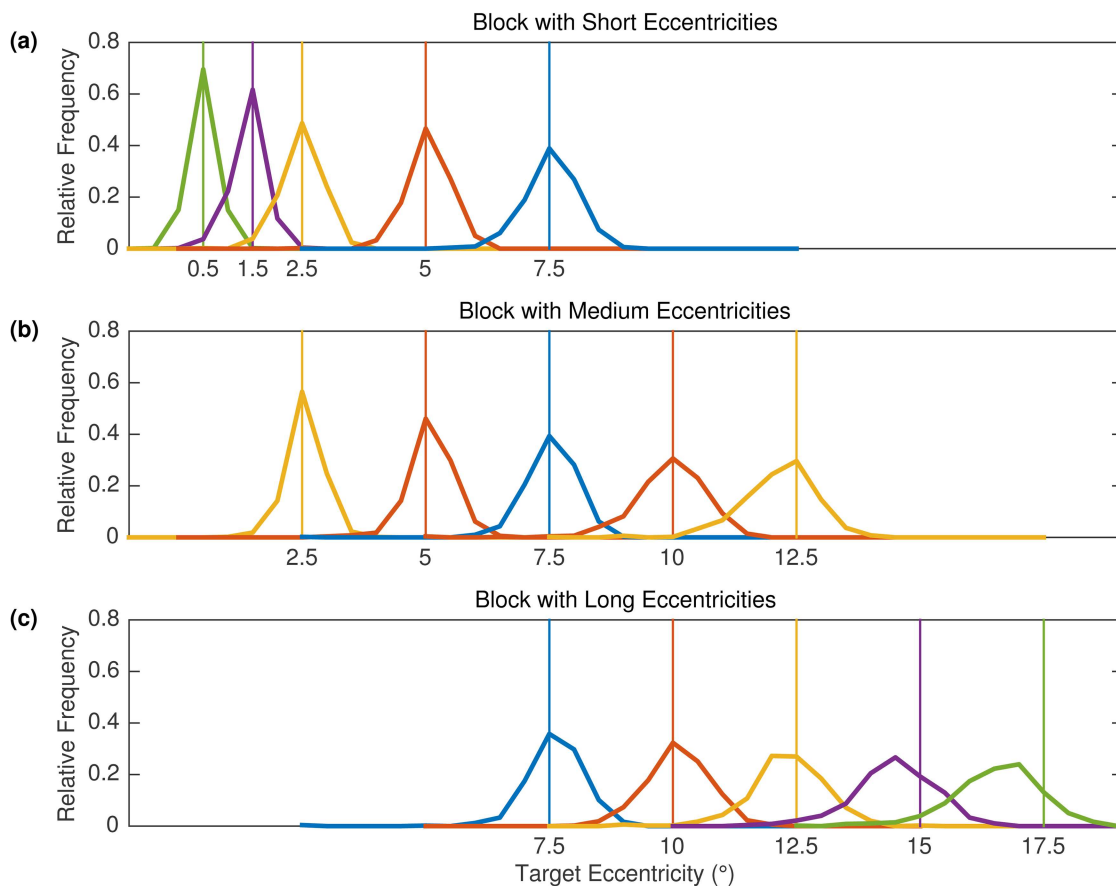 Block with Short Eccentricities
(a)
0.8
0.6
0.4
0.2
0
Relative Frequency
0.5 1.5 2.5 5 7.5
Block with Medium Eccentricities
(b)
0.8
0.6
0.4
0.2
0
Relative Frequency
2.5 5 7.5 10 12.5
Block with Long Eccentricities
(c)
0.8
0.6
0.4
0.2
0
Relative Frequency
7.5 10 12.5 15 17.5
Target Eccentricity (°)